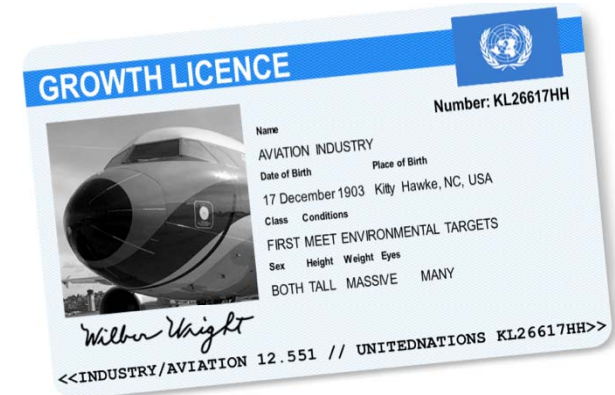 GROWTH LICENCE
Number: KL26617HH
Name
AVIATION INDUSTRY
Date of Birth Place of Birth
17 December 1903 Kitty Hawke, NC, USA
Class Conditions
FIRST MEET ENVIRONMENTAL TARGETS
Sex Height Weight Eyes
BOTH TALL MASSIVE MANY
Wilbur Wright
<<INDUSTRY/AVIATION 12.551 // UNITEDNATIONS KL26617HH>>